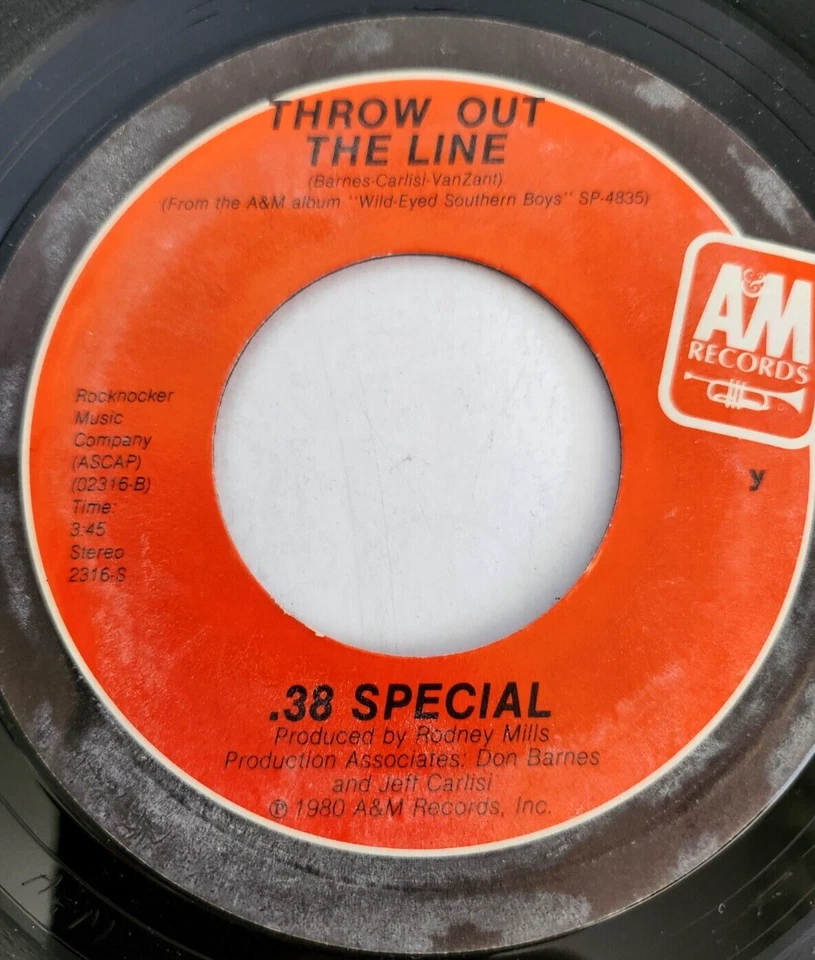 THROW OUT
THE LINE
(Barnes-Carlisi-VanZant)
(From the A&M album "Wild-Eyed Southern Boys" SP-4835)
A&M
RECORDS
Rocknocker
Music
Company
(ASCAP)
(02316-B)
Time:
3:45
Stereo
2316-S
y
.38 SPECIAL
Produced by Rodney Mills
Production Associates: Don Barnes
and Jeff Carlisi
℗ 1980 A&M Records, Inc.